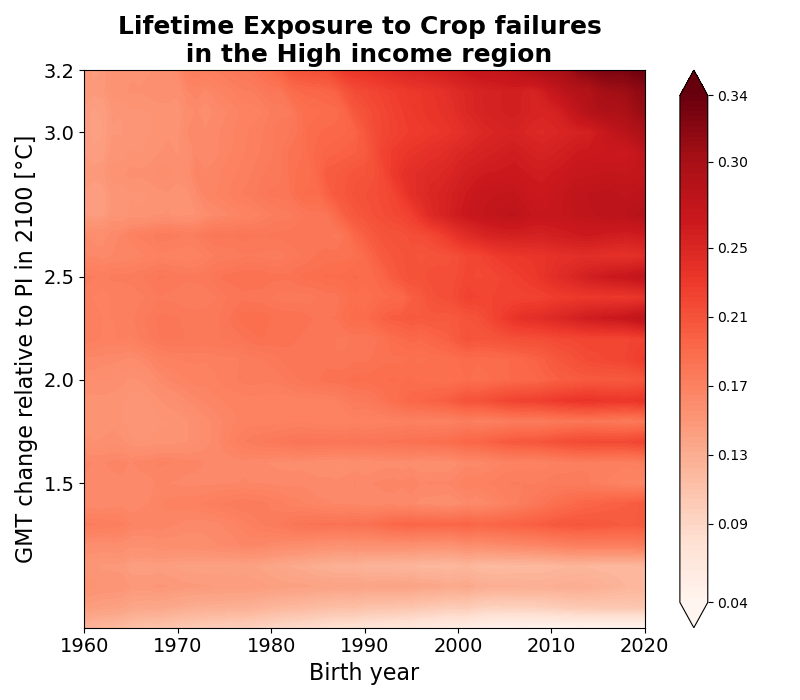 Lifetime Exposure to Crop failures
in the High income region
3.2
3.0
2.5
2.0
1.5
GMT change relative to PI in 2100 [°C]
1960 1970 1980 1990 2000 2010 2020
Birth year
0.34
0.30
0.25
0.21
0.17
0.13
0.09
0.04